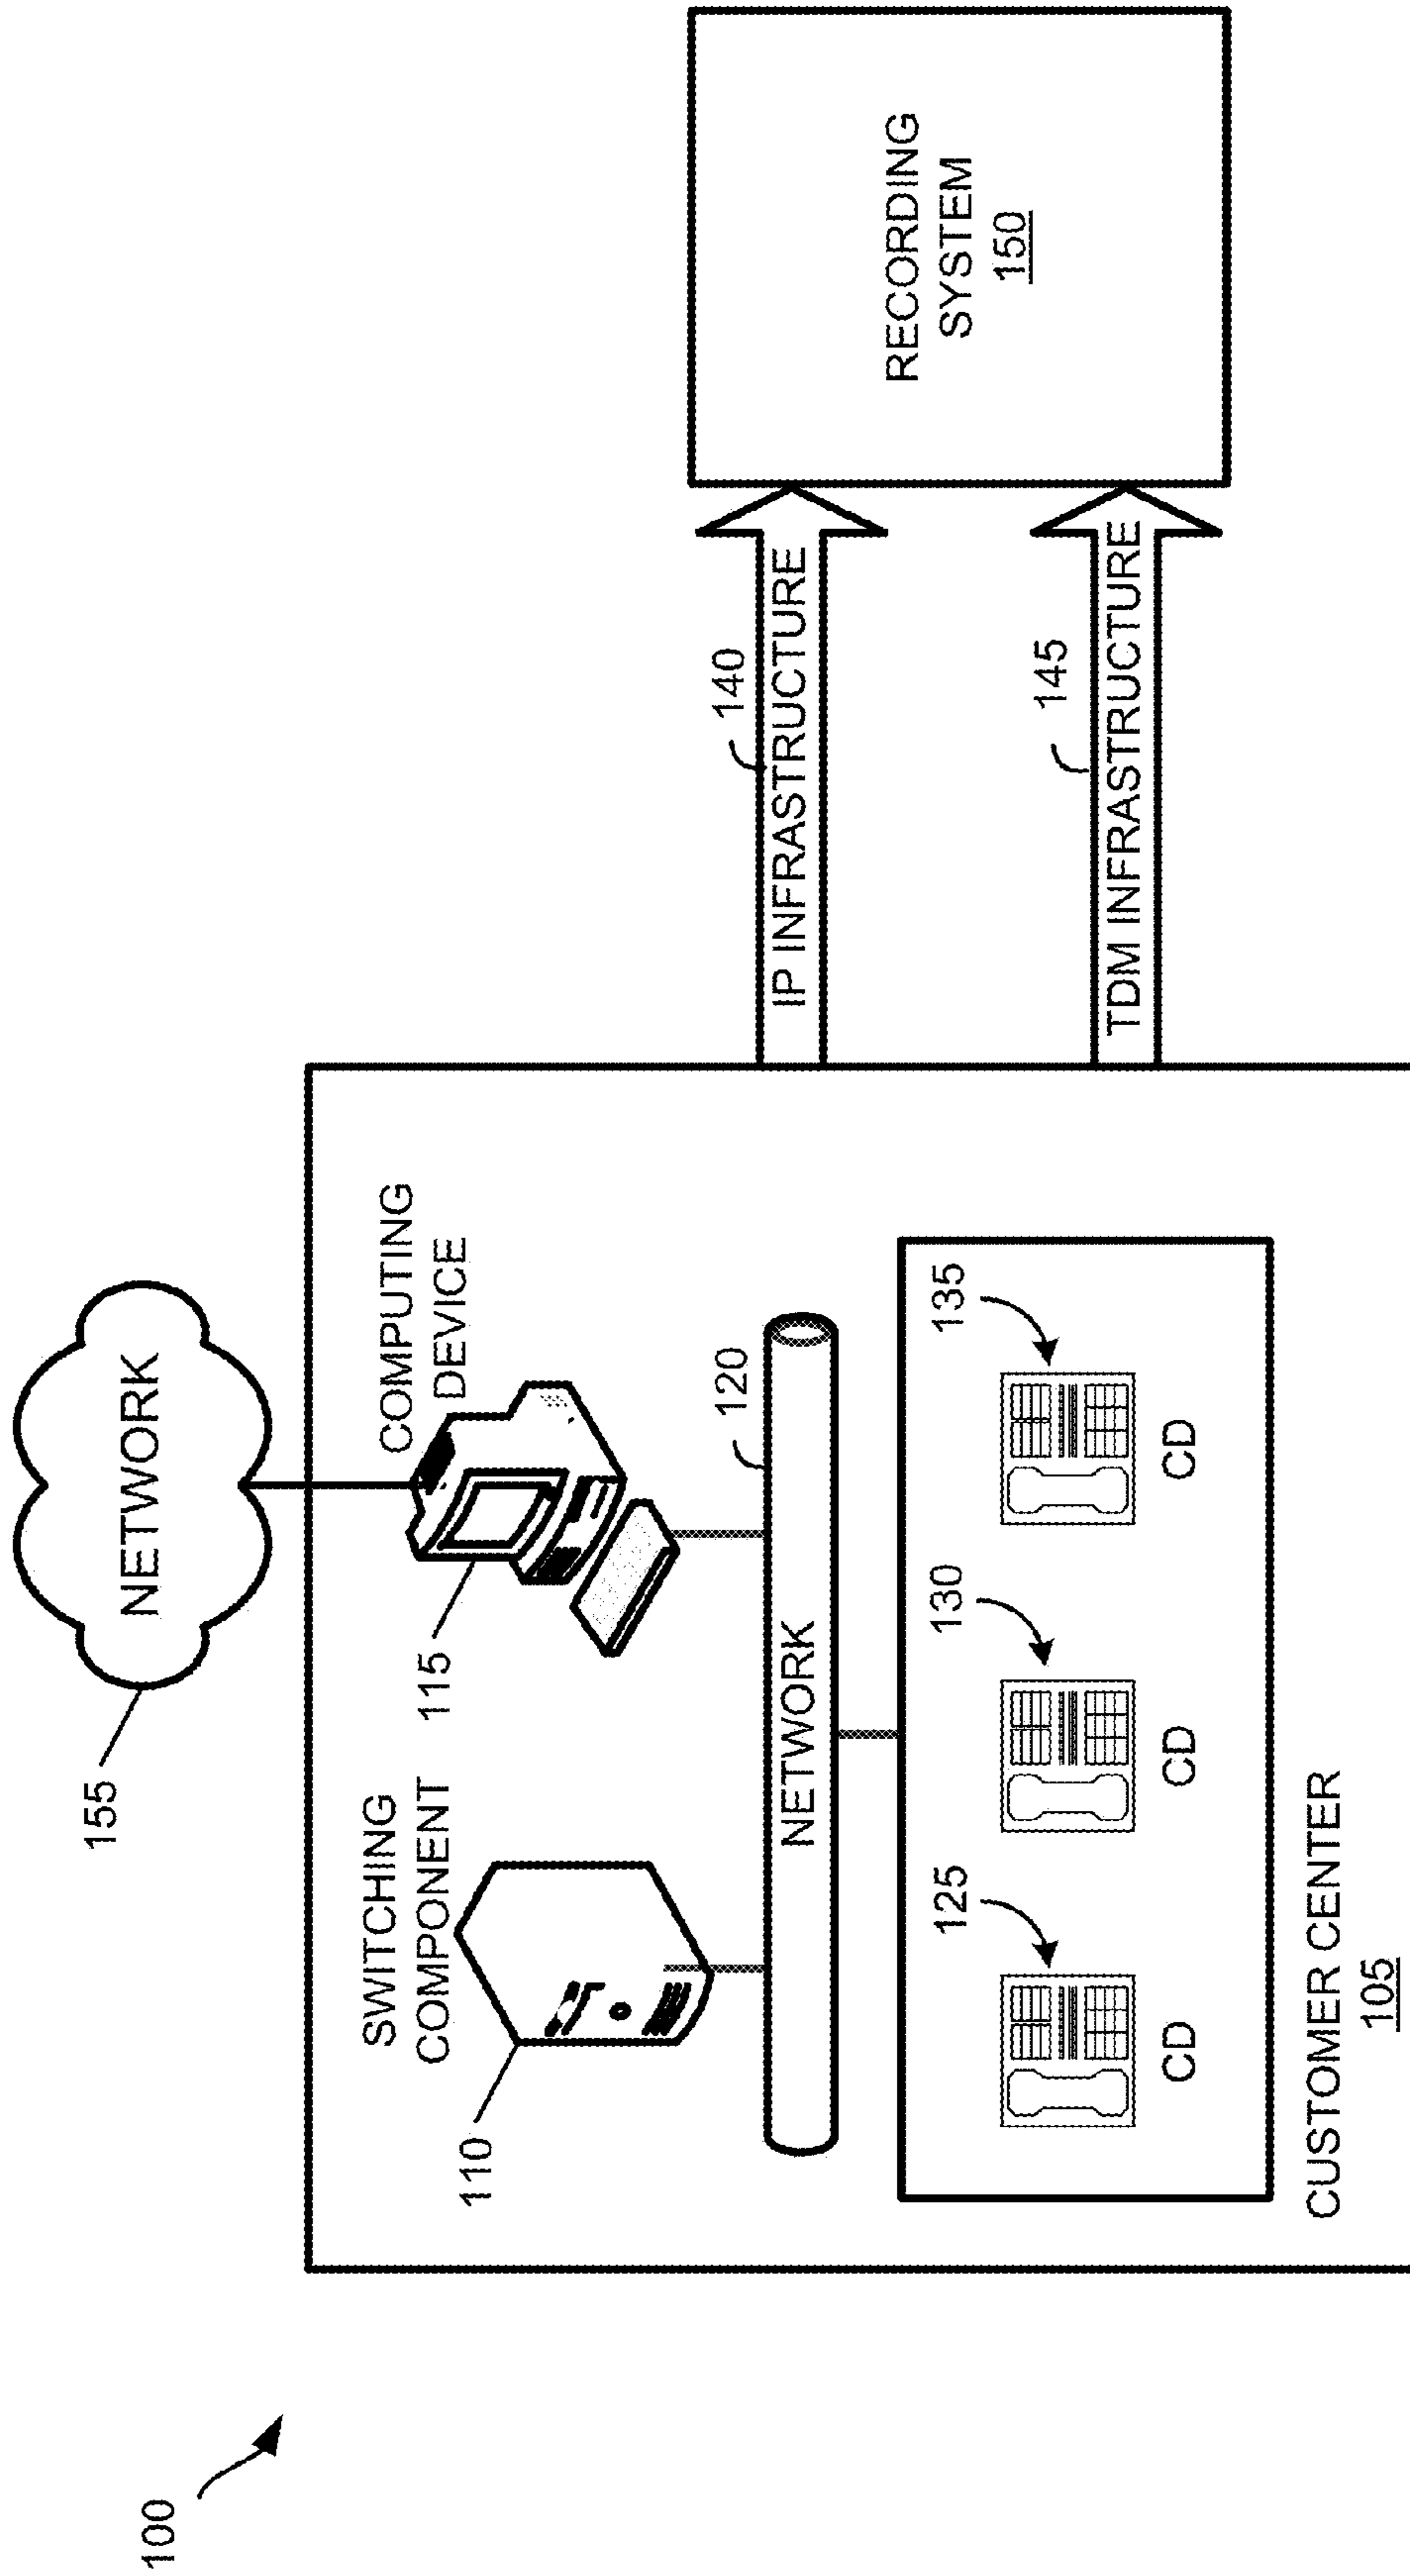 100
155
NETWORK
SWITCHING
COMPONENT
110
115
COMPUTING
DEVICE
120
NETWORK
125
130
135
CD
CD
CD
CUSTOMER CENTER
105
140
IP INFRASTRUCTURE
145
TDM INFRASTRUCTURE
RECORDING
SYSTEM
150